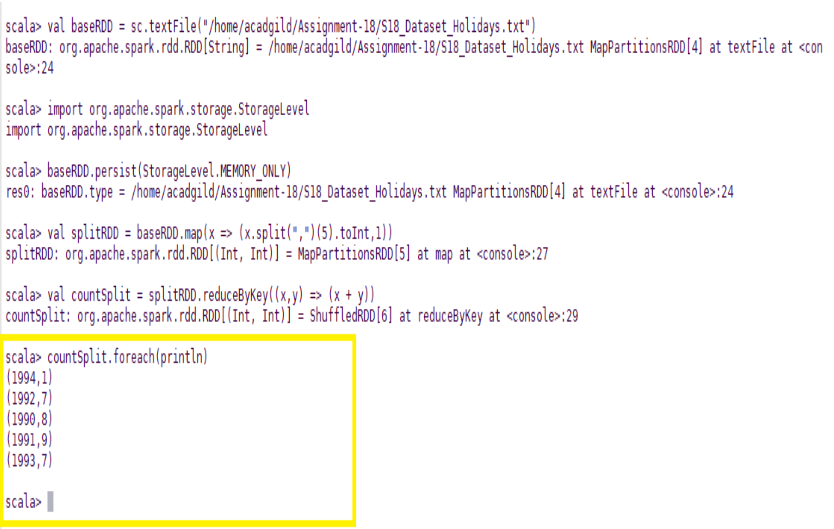 scala> val baseRDD = sc.textFile("/home/acadgild/Assignment-18/S18_Dataset_Holidays.txt")
baseRDD: org.apache.spark.rdd.RDD[String] = /home/acadgild/Assignment-18/S18_Dataset_Holidays.txt MapPartitionsRDD[4] at textFile at <con
sole>:24
scala> import org.apache.spark.storage.StorageLevel
import org.apache.spark.storage.StorageLevel
scala> baseRDD.persist(StorageLevel.MEMORY_ONLY)
res0: baseRDD.type = /home/acadgild/Assignment-18/S18_Dataset_Holidays.txt MapPartitionsRDD[4] at textFile at <console>:24
scala> val splitRDD = baseRDD.map(x => (x.split(",")(5).toInt,1))
splitRDD: org.apache.spark.rdd.RDD[(Int, Int)] = MapPartitionsRDD[5] at map at <console>:27
scala> val countSplit = splitRDD.reduceByKey((x,y) => (x + y))
countSplit: org.apache.spark.rdd.RDD[(Int, Int)] = ShuffledRDD[6] at reduceByKey at <console>:29
scala> countSplit.foreach(println)
(1994,1)
(1992,7)
(1990,8)
(1991,9)
(1993,7)
scala>